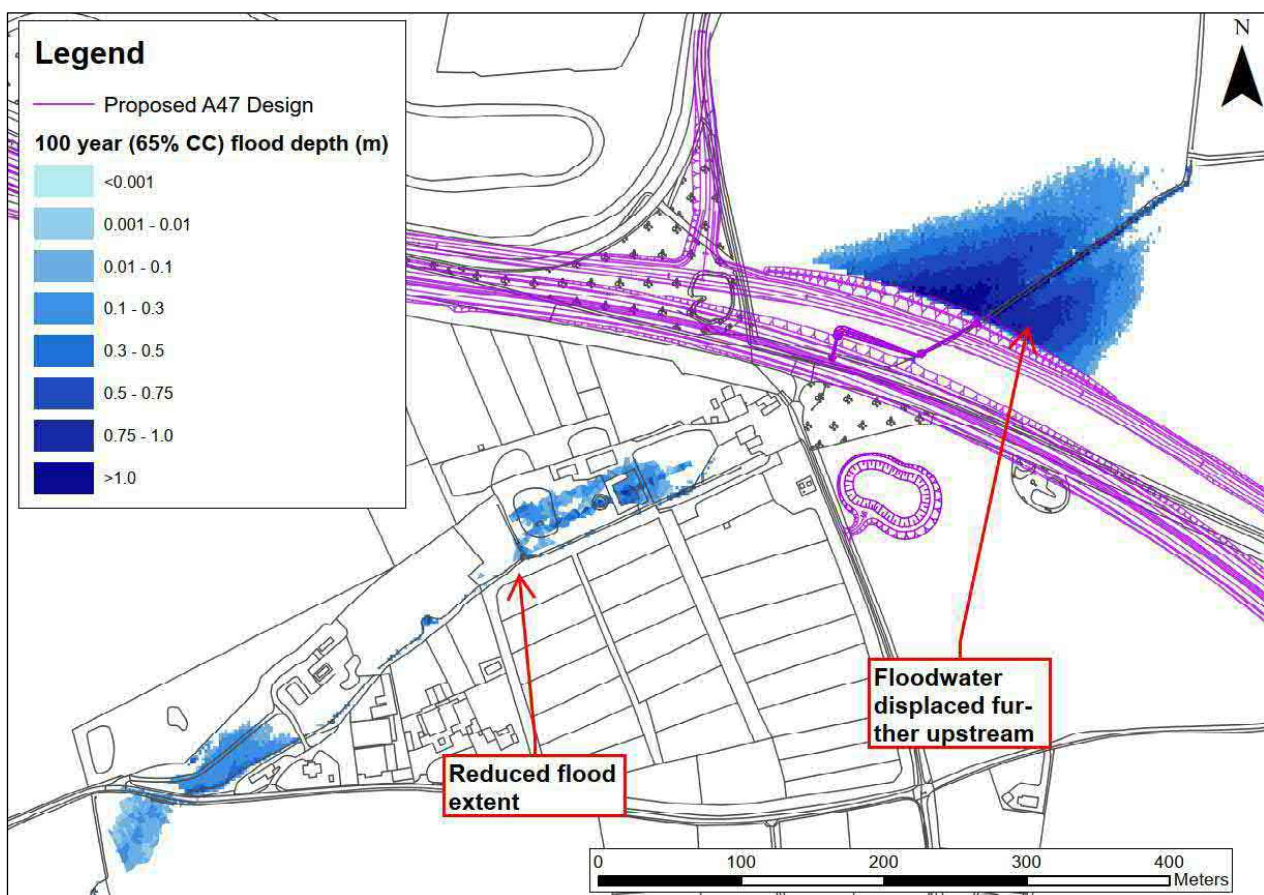 Legend
Proposed A47 Design
100 year (65% CC) flood depth (m)
<0.001
0.001 - 0.01
0.01 - 0.1
0.1 - 0.3
0.3 - 0.5
0.5 - 0.75
0.75 - 1.0
>1.0
N
Floodwater
displaced fur-
ther upstream
Reduced flood
extent
0 100 200 300 400
Meters